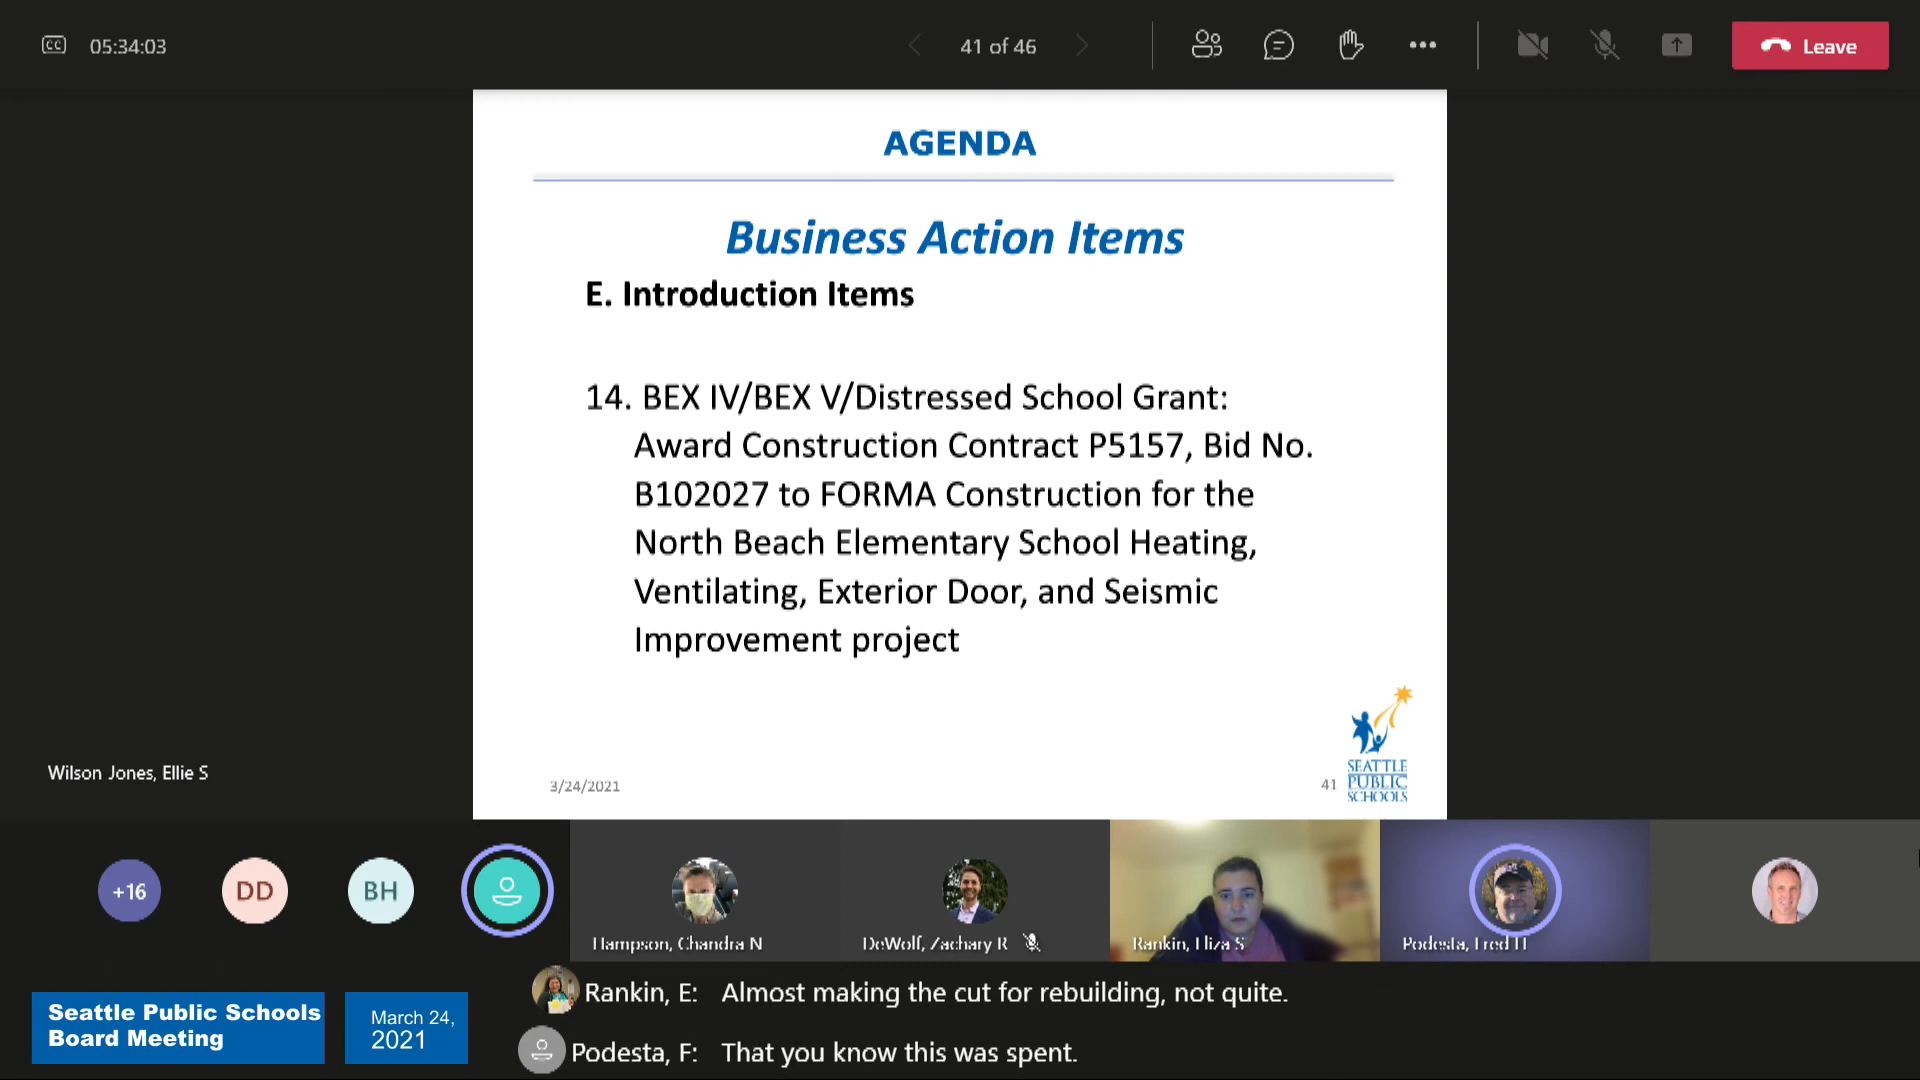 05:34:03
41 of 46
Leave
AGENDA
Business Action Items
E. Introduction Items
14. BEX IV/BEX V/Distressed School Grant:
Award Construction Contract P5157, Bid No.
B102027 to FORMA Construction for the
North Beach Elementary School Heating,
Ventilating, Exterior Door, and Seismic
Improvement project
SEATTLE
PUBLIC
SCHOOLS
3/24/2021
41
Wilson Jones, Ellie S
+16
DD
BH
Hampson, Chandra N
DeWolf, Zachary R
Rankin, Eliza S
Podesta, Fred H
Rankin, E: Almost making the cut for rebuilding, not quite.
Podesta, F: That you know this was spent.
Seattle Public Schools
Board Meeting
March 24,
2021